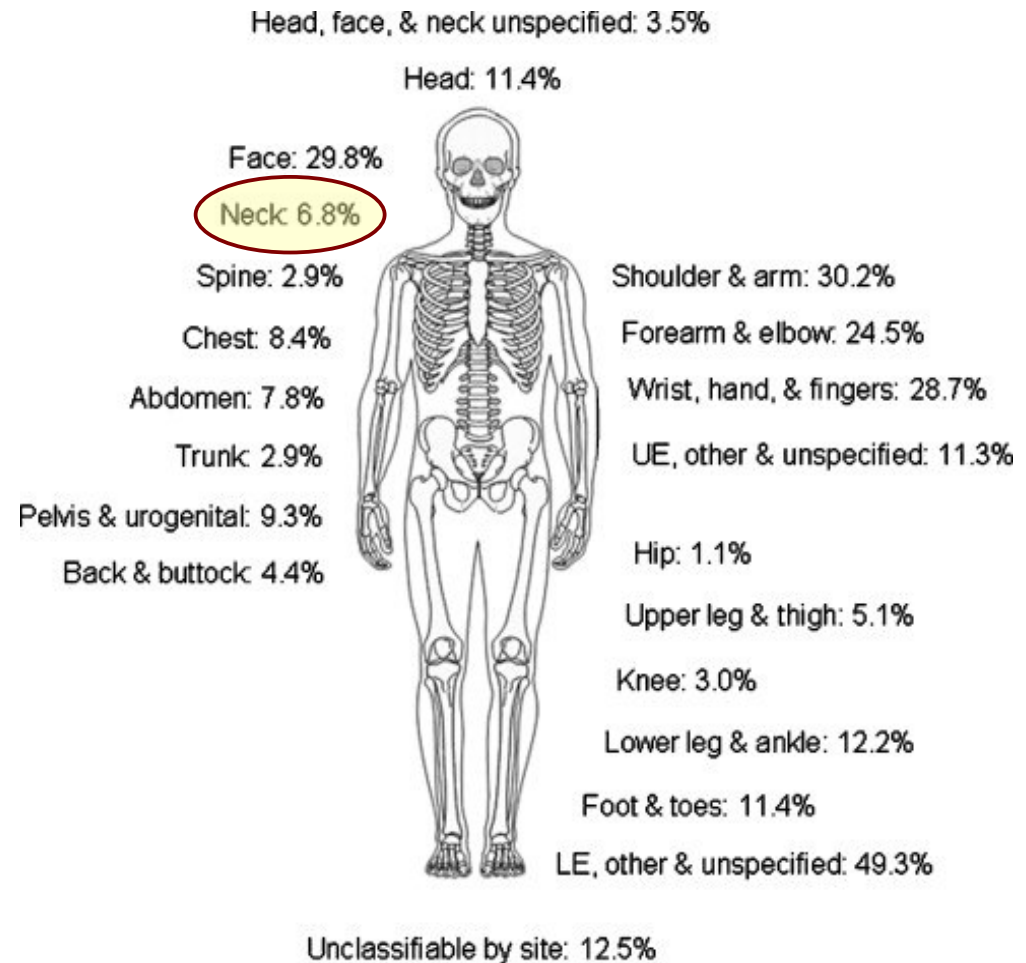 Head, face, & neck unspecified: 3.5%
Head: 11.4%
Face: 29.8%
Neck: 6.8%
Spine: 2.9%
Chest: 8.4%
Abdomen: 7.8%
Trunk: 2.9%
Pelvis & urogenital: 9.3%
Back & buttock: 4.4%
Shoulder & arm: 30.2%
Forearm & elbow: 24.5%
Wrist, hand, & fingers: 28.7%
UE, other & unspecified: 11.3%
Hip: 1.1%
Upper leg & thigh: 5.1%
Knee: 3.0%
Lower leg & ankle: 12.2%
Foot & toes: 11.4%
LE, other & unspecified: 49.3%
Unclassifiable by site: 12.5%